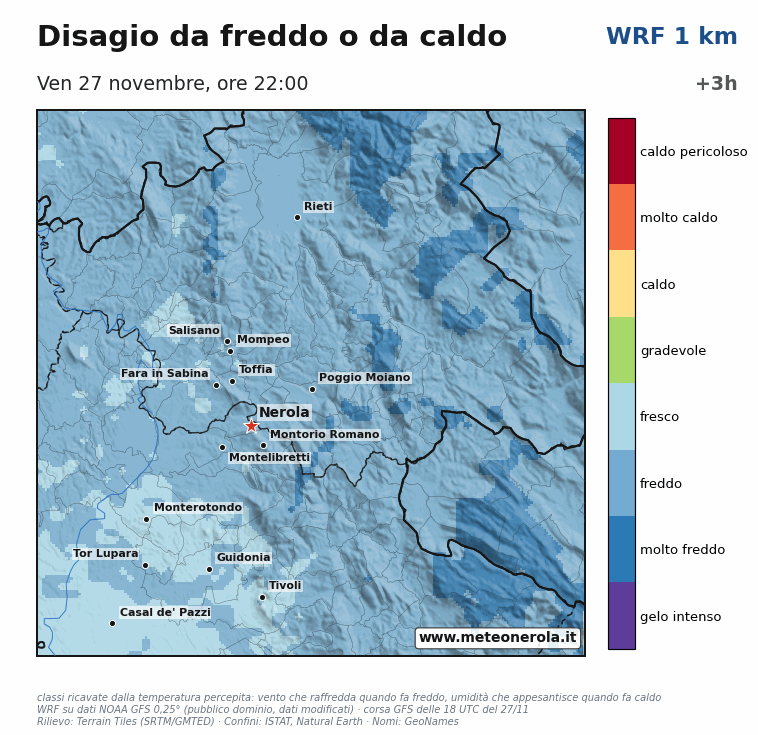 Disagio da freddo o da caldo
WRF 1 km
Ven 27 novembre, ore 22:00
+3h
caldo pericoloso
molto caldo
caldo
gradevole
fresco
freddo
molto freddo
gelo intenso
Rieti
Salisano
Mompeo
Toffia
Fara in Sabina
Poggio Moiano
Nerola
Montorio Romano
Montelibretti
Monterotondo
Tor Lupara
Guidonia
Tivoli
Casal de' Pazzi
www.meteonerola.it
classi ricavate dalla temperatura percepita: vento che raffredda quando fa freddo, umidità che appesantisce quando fa caldo
WRF su dati NOAA GFS 0,25° (pubblico dominio, dati modificati) · corsa GFS delle 18 UTC del 27/11
Rilievo: Terrain Tiles (SRTM/GMTED) · Confini: ISTAT, Natural Earth · Nomi: GeoNames